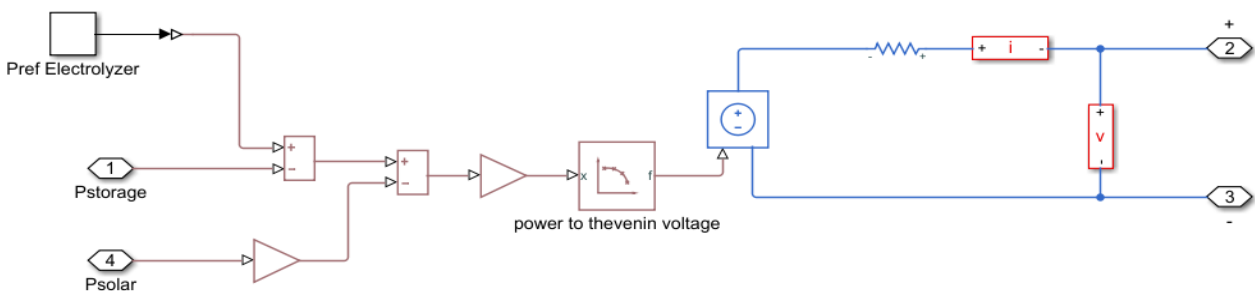 +
2
- + + i -
Pref Electrolyzer
+
-
+
v
-
+
-
+
-
1
Pstorage
x f
power to thevenin voltage
3
-
4
Psolar